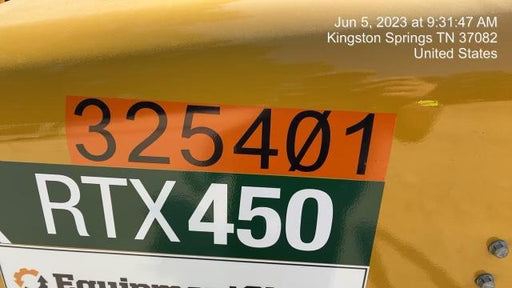 Jun 5, 2023 at 9:31:47 AM
Kingston Springs TN 37082
United States
325401
RTX450